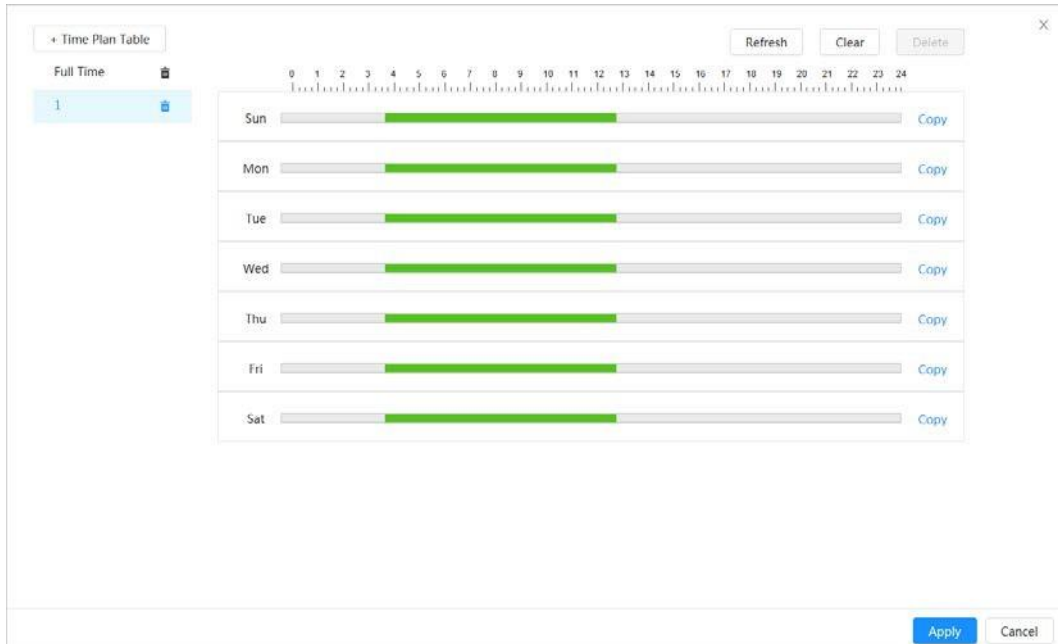 + Time Plan Table
Refresh Clear Delete
Full Time
0 1 2 3 4 5 6 7 8 9 10 11 12 13 14 15 16 17 18 19 20 21 22 23 24
1
Sun Copy
Mon Copy
Tue Copy
Wed Copy
Thu Copy
Fri Copy
Sat Copy
Apply Cancel